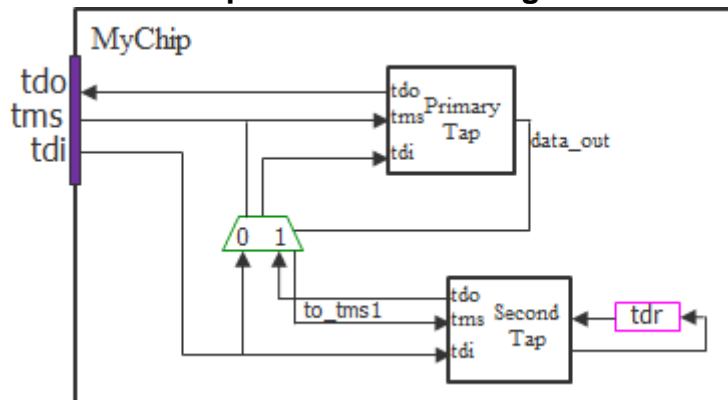 MyChip
tdo
tms
tdi
tdo
tms
tdi
Primary
Tap
data_out
0 1
to_tms1
tdo
tms
tdi
Second
Tap
tdr